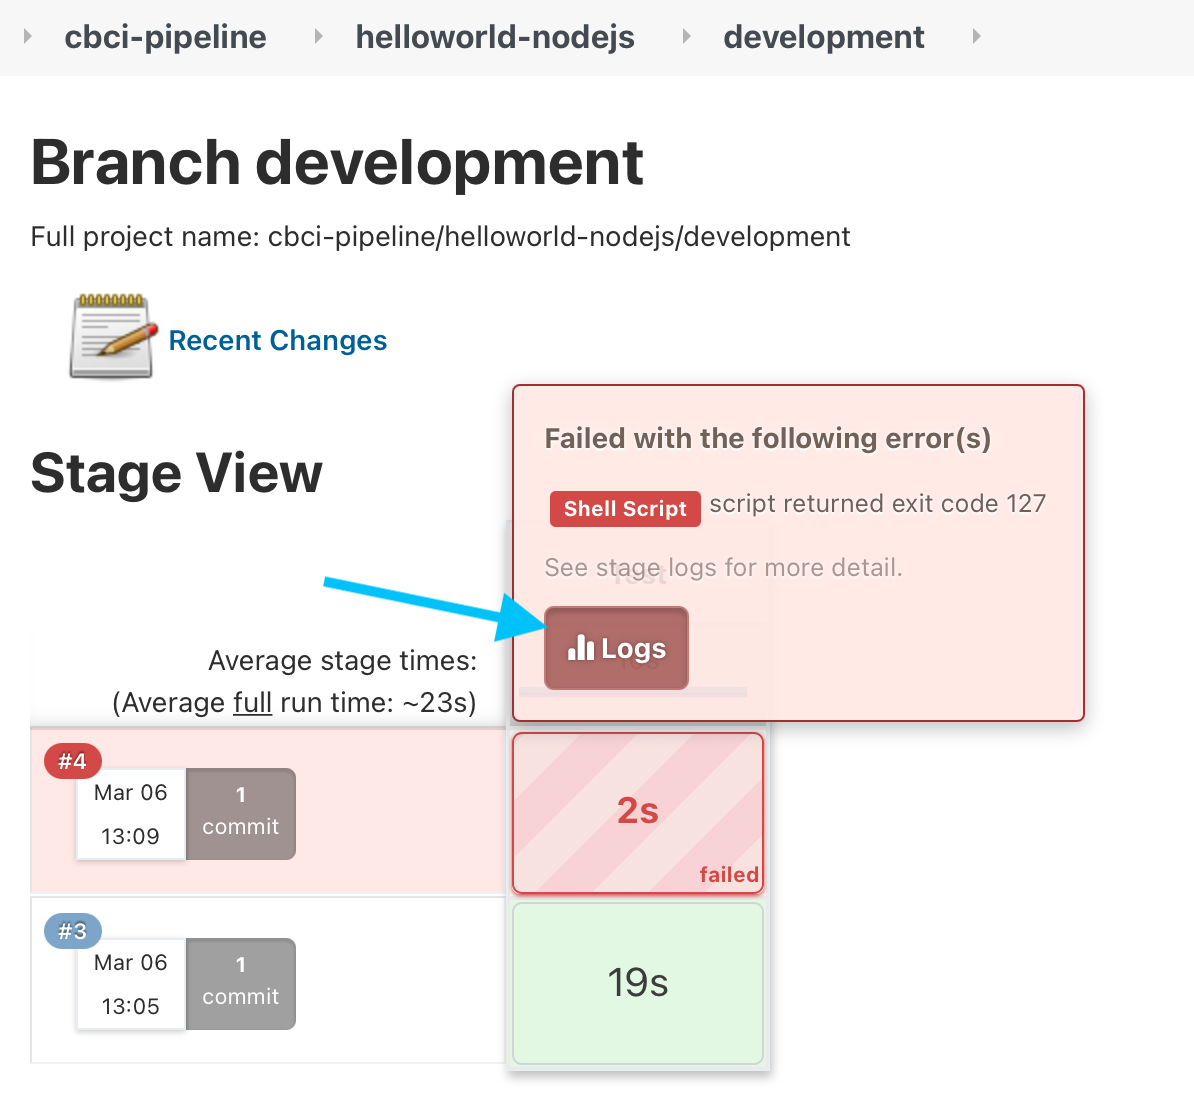 cbci-pipeline helloworld-nodejs development
Branch development
Full project name: cbci-pipeline/helloworld-nodejs/development
Recent Changes
Stage View
Failed with the following error(s)
Shell Script script returned exit code 127
See stage logs for more detail.
Test
Logs
Average stage times:
(Average full run time: ~23s)
#4
Mar 06
13:09
1
commit
2s
failed
#3
Mar 06
13:05
1
commit
19s